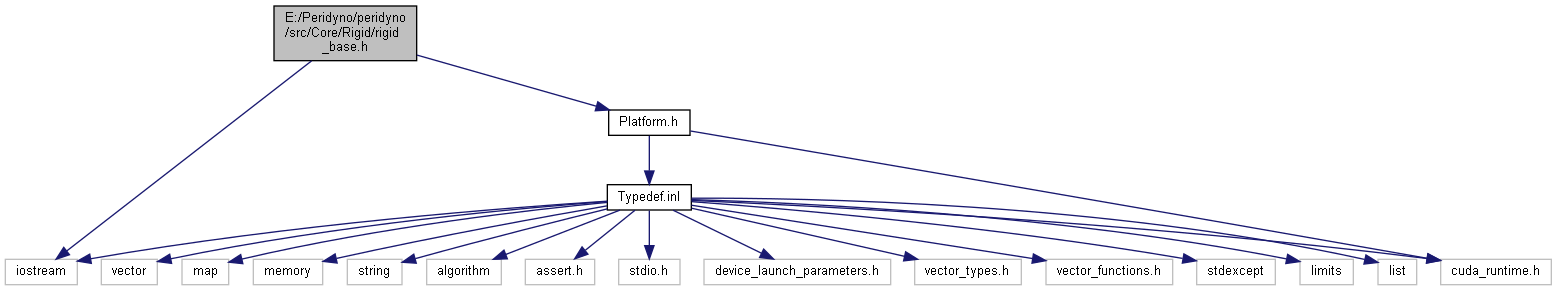 E:/Peridyno/peridyno
/src/Core/Rigid/rigid
_base.h
Platform.h
Typedef.inl
iostream
vector
map
memory
string
algorithm
assert.h
stdio.h
device_launch_parameters.h
vector_types.h
vector_functions.h
stdexcept
limits
list
cuda_runtime.h